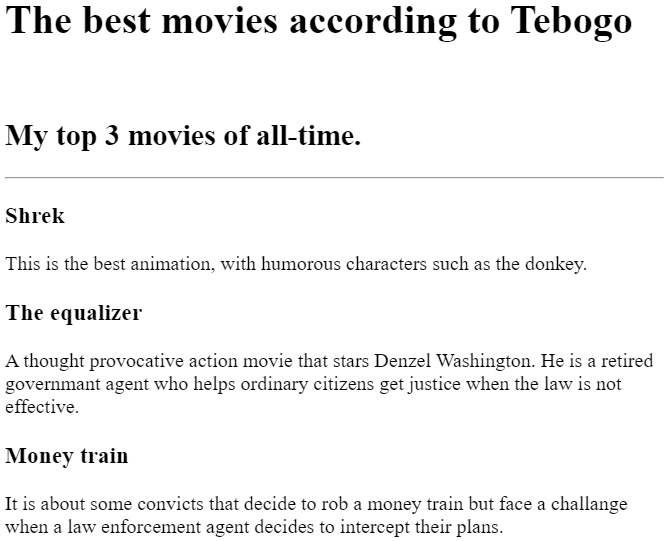 The best movies according to Tebogo
My top 3 movies of all-time.
Shrek
This is the best animation, with humorous characters such as the donkey.
The equalizer
A thought provocative action movie that stars Denzel Washington. He is a retired
governmant agent who helps ordinary citizens get justice when the law is not
effective.
Money train
It is about some convicts that decide to rob a money train but face a challange
when a law enforcement agent decides to intercept their plans.